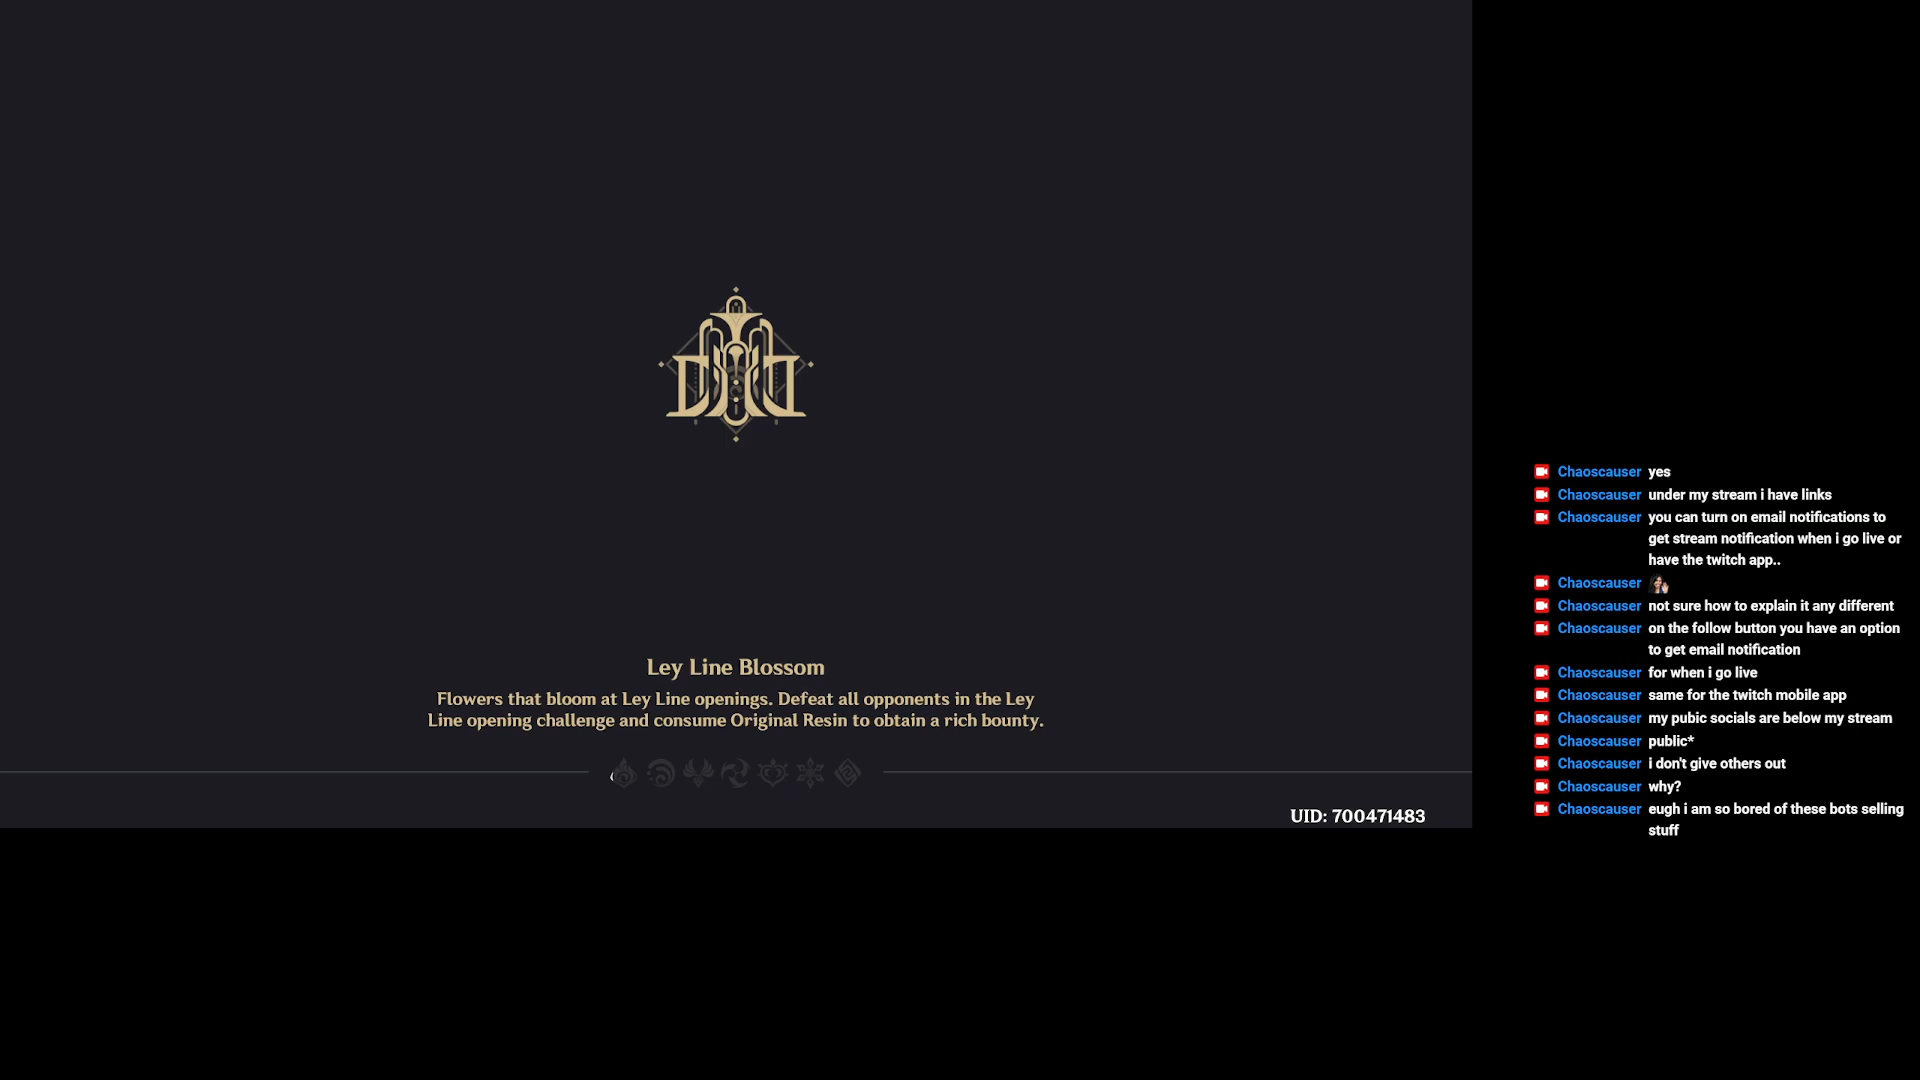 Ley Line Blossom
Flowers that bloom at Ley Line openings. Defeat all opponents in the Ley
Line opening challenge and consume Original Resin to obtain a rich bounty.
UID: 700471483
Chaoscauser yes
Chaoscauser under my stream i have links
Chaoscauser you can turn on email notifications to
get stream notification when i go live or
have the twitch app..
Chaoscauser
Chaoscauser not sure how to explain it any different
Chaoscauser on the follow button you have an option
to get email notification
Chaoscauser for when i go live
Chaoscauser same for the twitch mobile app
Chaoscauser my pubic socials are below my stream
Chaoscauser public*
Chaoscauser i don't give others out
Chaoscauser why?
Chaoscauser eugh i am so bored of these bots selling
stuff